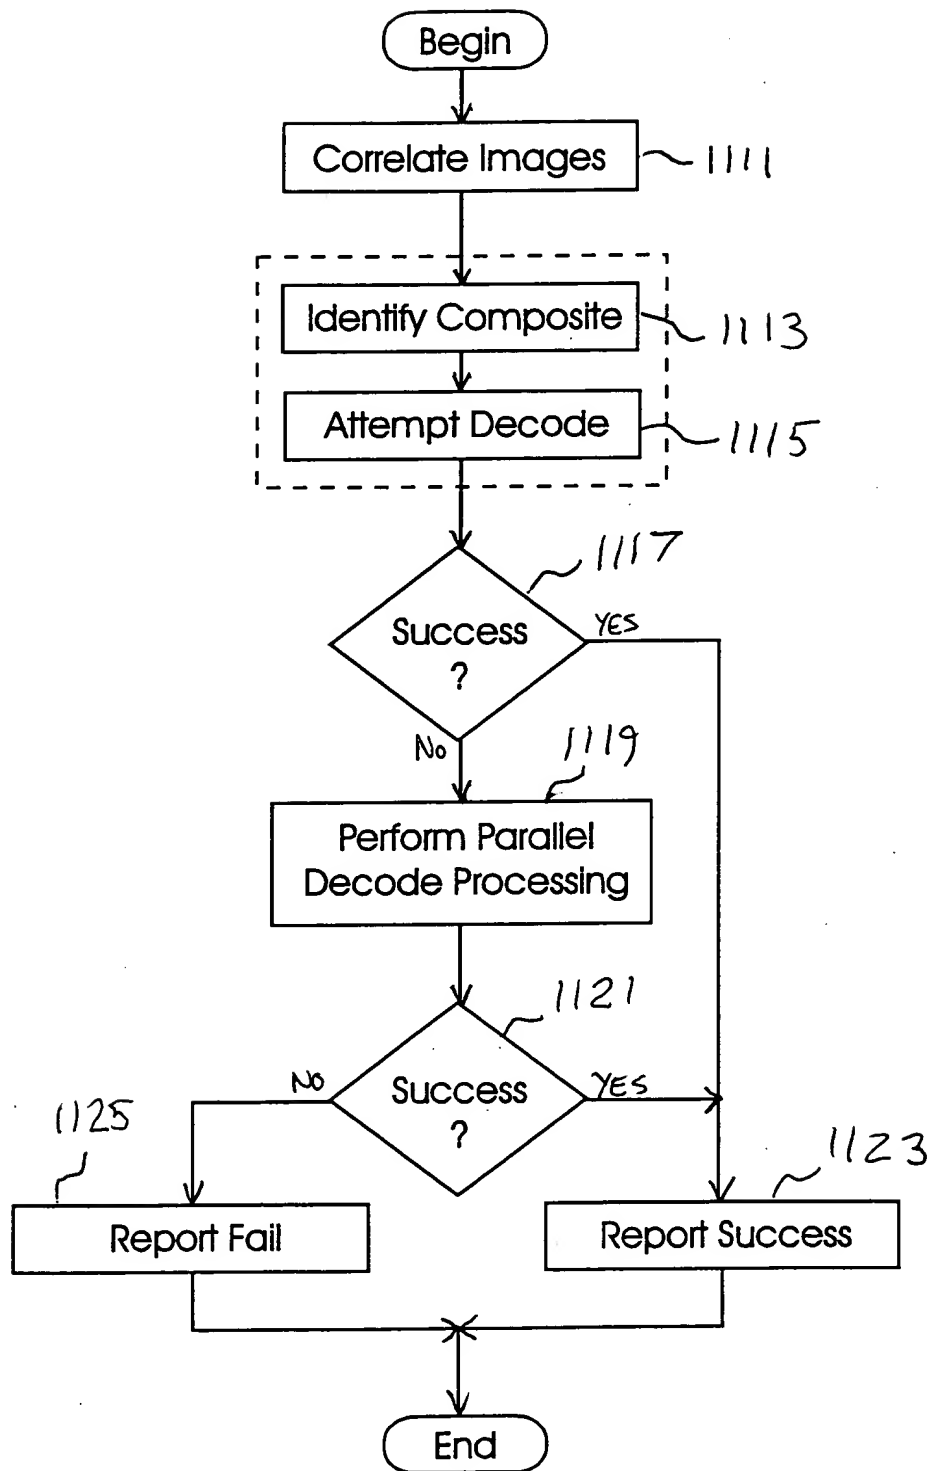 Begin
Correlate Images
1111
Identify Composite
1113
Attempt Decode
1115
1117
Success
?
YES
No
1119
Perform Parallel
Decode Processing
1121
Success
?
No
YES
1125
1123
Report Fail
Report Success
End